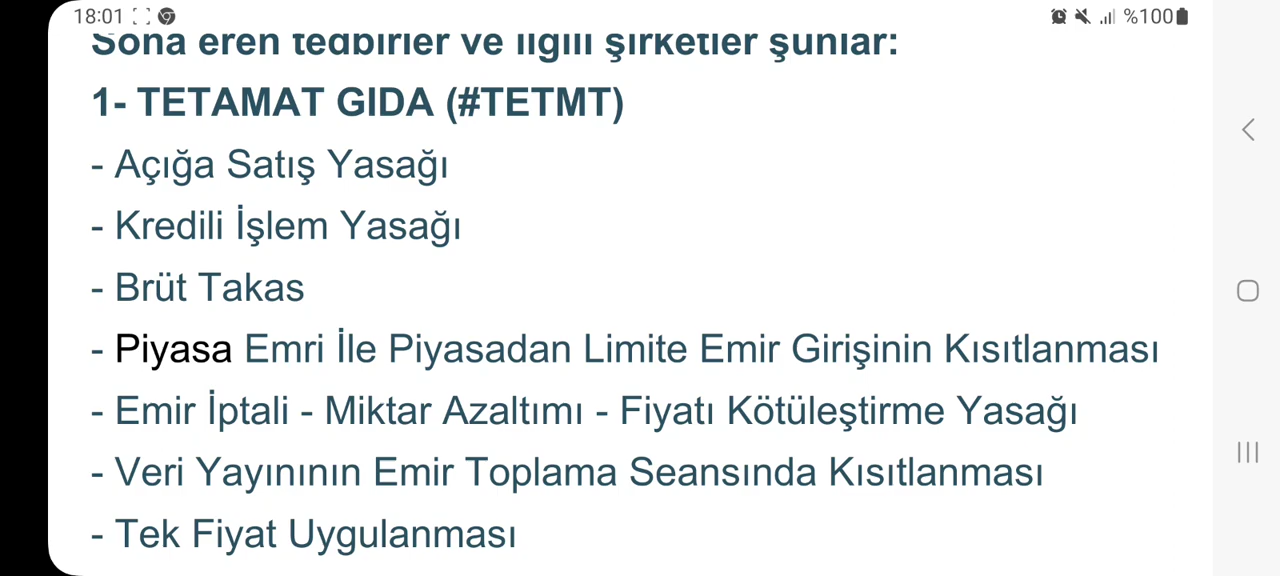 18:01
%100
Sona eren tedbirler ve ilgili şirketler şunlar:
1- TETAMAT GIDA (#TETMT)
- Açığa Satış Yasağı
- Kredili İşlem Yasağı
- Brüt Takas
- Piyasa Emri İle Piyasadan Limite Emir Girişinin Kısıtlanması
- Emir İptali - Miktar Azaltımı - Fiyatı Kötüleştirme Yasağı
- Veri Yayınının Emir Toplama Seansında Kısıtlanması
- Tek Fiyat Uygulanması